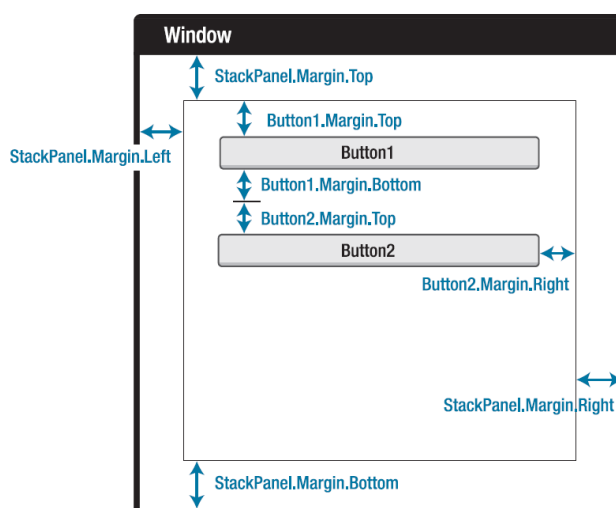 Window
StackPanel.Margin.Top
Button1.Margin.Top
StackPanel.Margin.Left
Button1
Button1.Margin.Bottom
Button2.Margin.Top
Button2
Button2.Margin.Right
StackPanel.Margin.Right
StackPanel.Margin.Bottom